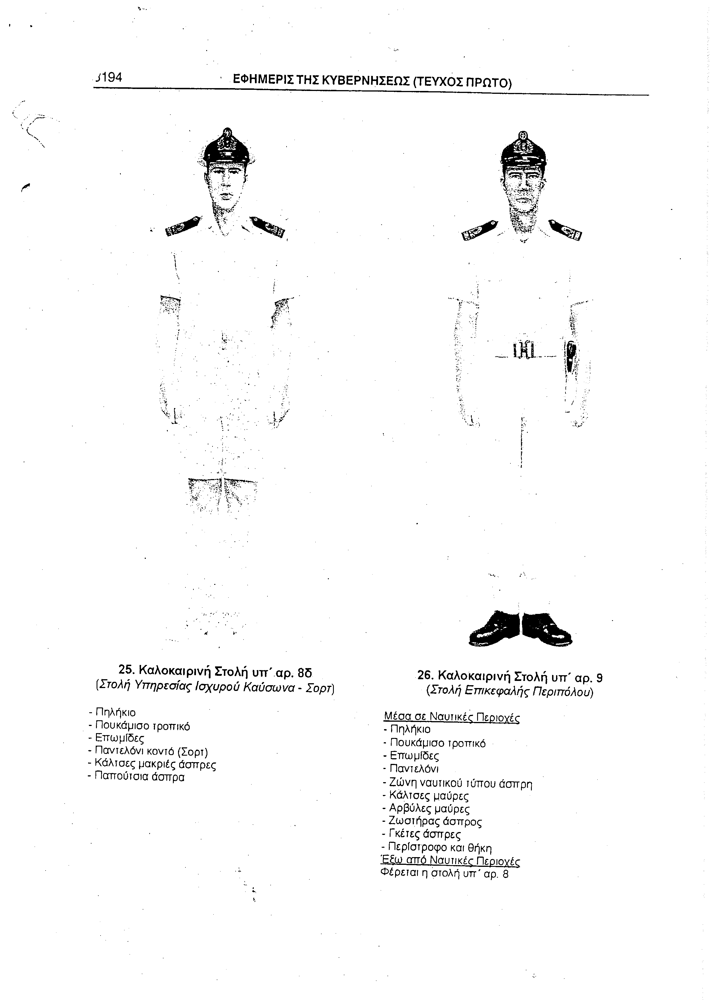 3194
ΕΦΗΜΕΡΙΣ ΤΗΣ ΚΥΒΕΡΝΗΣΕΩΣ (ΤΕΥΧΟΣ ΠΡΩΤΟ)
25. Καλοκαιρινή Στολή υπ΄ αρ. 8δ
(Στολή Υπηρεσίας Ισχυρού Καύσωνα - Σορτ)
- Πηλήκιο
- Πουκάμισο τροπικό
- Επωμίδες
- Παντελόνι κοντό (Σορτ)
- Κάλτσες μακριές άσπρες
- Παπούτσια άσπρα
26. Καλοκαιρινή Στολή υπ΄ αρ. 9
(Στολή Επικεφαλής Περιπόλου)
Μέσα σε Ναυτικές Περιοχές
- Πηλήκιο
- Πουκάμισο τροπικό
- Επωμίδες
- Παντελόνι
- Ζώνη ναυτικού τύπου άσπρη
- Κάλτσες μαύρες
- Αρβύλες μαύρες
- Ζωστήρας άσπρος
- Γκέτες άσπρες
- Περίστροφο και θήκη
Έξω από Ναυτικές Περιοχές
Φέρεται η στολή υπ΄ αρ. 8